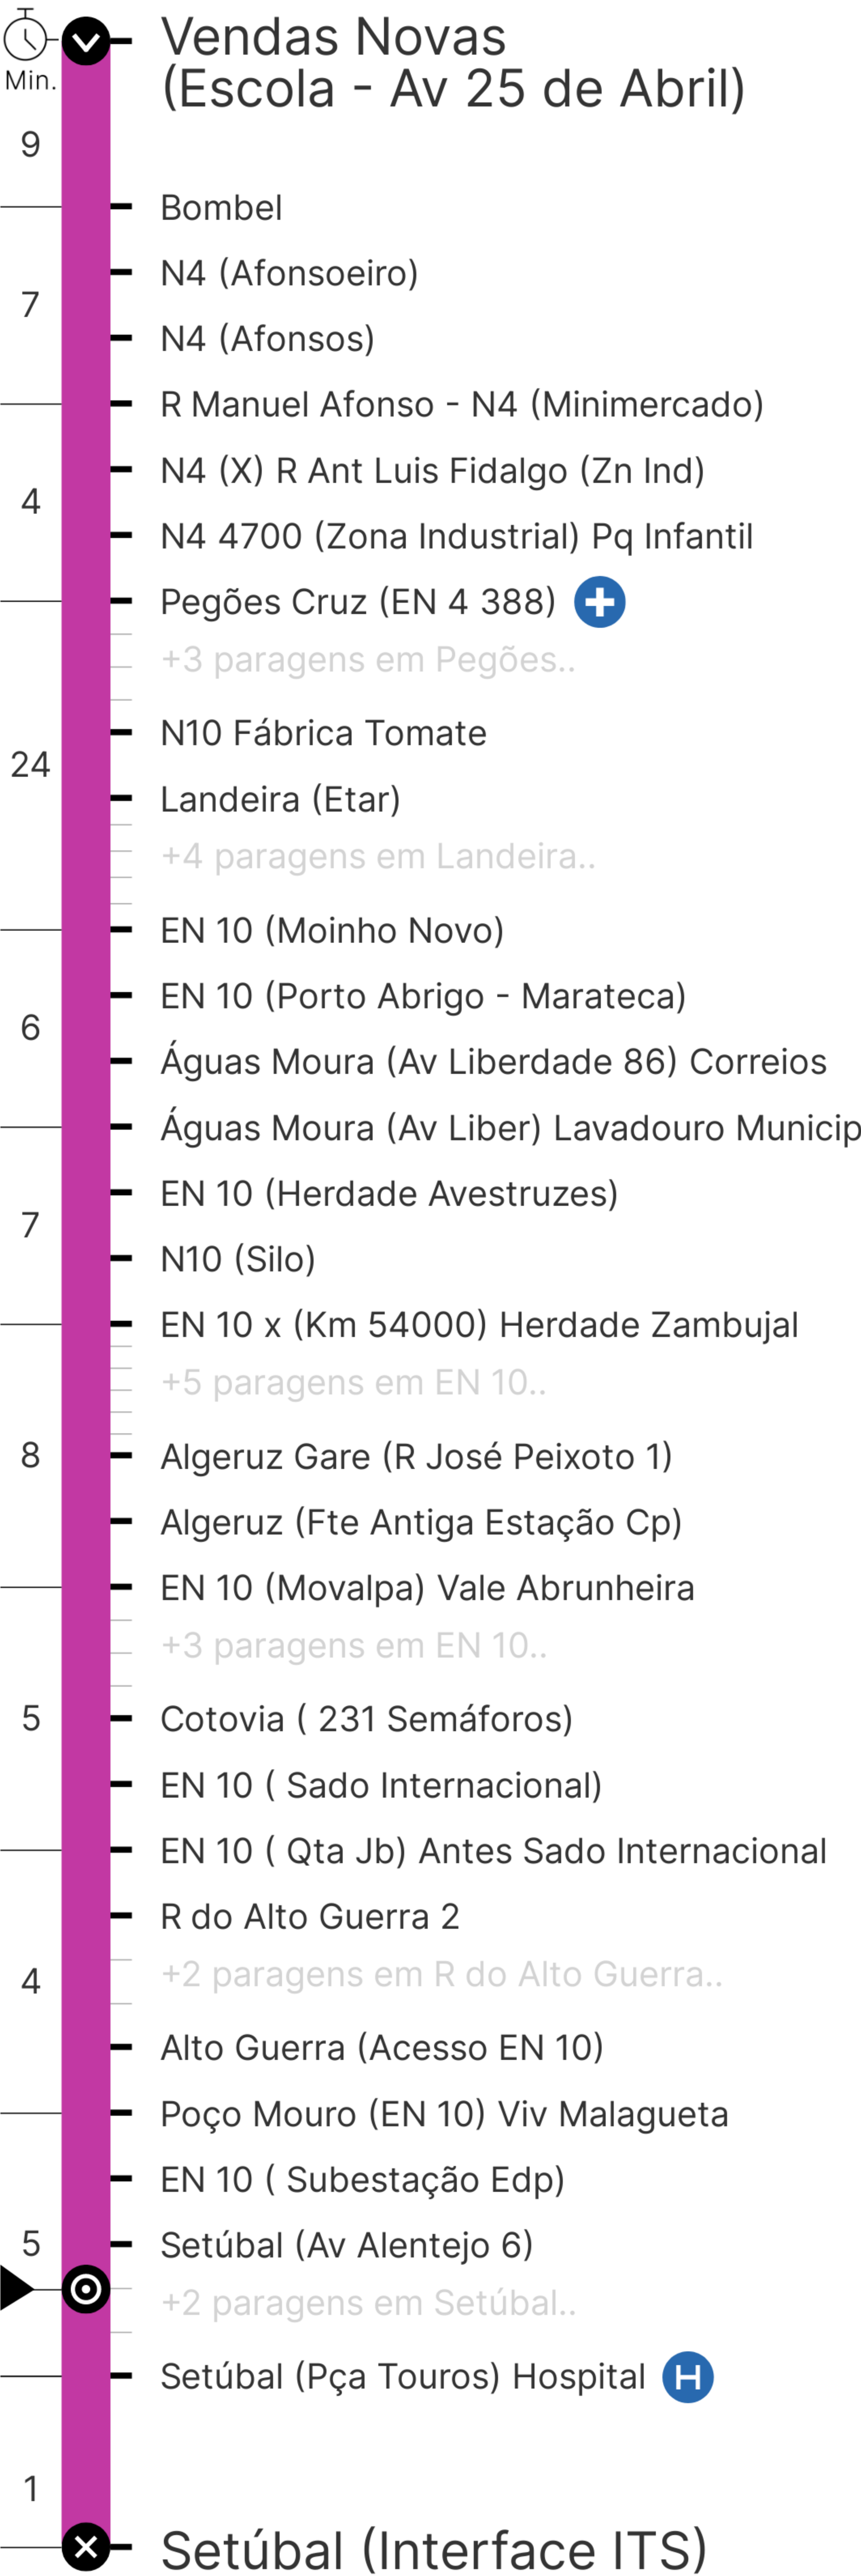 Vendas Novas
(Escola - Av 25 de Abril)
Min.
9
Bombel
N4 (Afonsoeiro)
7
N4 (Afonsos)
R Manuel Afonso - N4 (Minimercado)
N4 (X) R Ant Luis Fidalgo (Zn Ind)
4
N4 4700 (Zona Industrial) Pq Infantil
Pegões Cruz (EN 4 388)
+3 paragens em Pegões..
N10 Fábrica Tomate
24
Landeira (Etar)
+4 paragens em Landeira..
EN 10 (Moinho Novo)
EN 10 (Porto Abrigo - Marateca)
6
Águas Moura (Av Liberdade 86) Correios
Águas Moura (Av Liber) Lavadouro Municip
EN 10 (Herdade Avestruzes)
7
N10 (Silo)
EN 10 x (Km 54000) Herdade Zambujal
+5 paragens em EN 10..
8
Algeruz Gare (R José Peixoto 1)
Algeruz (Fte Antiga Estação Cp)
EN 10 (Movalpa) Vale Abrunheira
+3 paragens em EN 10..
5
Cotovia ( 231 Semáforos)
EN 10 ( Sado Internacional)
EN 10 ( Qta Jb) Antes Sado Internacional
R do Alto Guerra 2
+2 paragens em R do Alto Guerra..
4
Alto Guerra (Acesso EN 10)
Poço Mouro (EN 10) Viv Malagueta
EN 10 ( Subestação Edp)
5
Setúbal (Av Alentejo 6)
+2 paragens em Setúbal..
Setúbal (Pça Touros) Hospital H
1
Setúbal (Interface ITS)